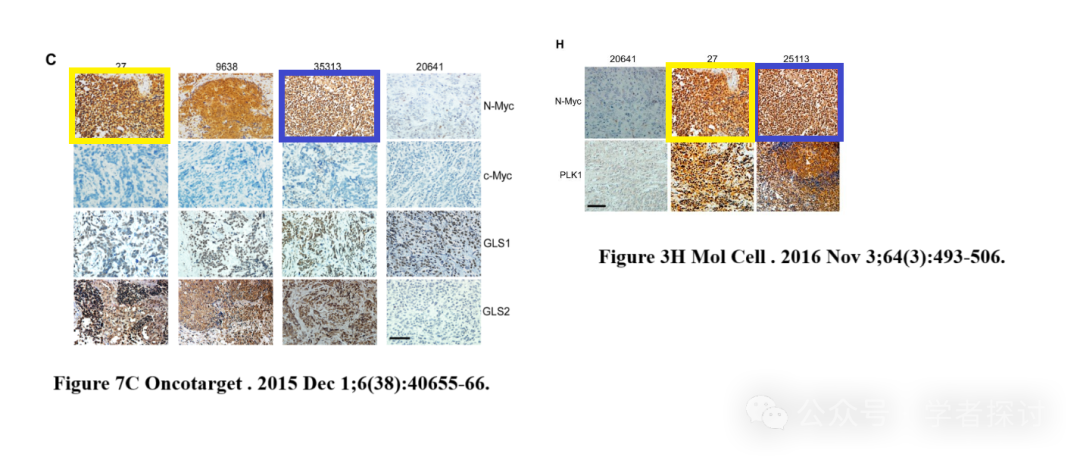 C
27 9638 35313 20641
N-Myc
c-Myc
GLS1
GLS2
Figure 7C Oncotarget . 2015 Dec 1;6(38):40655-66.
H
20641 27 25113
N-Myc
PLK1
Figure 3H Mol Cell . 2016 Nov 3;64(3):493-506.
公众号 学者探讨